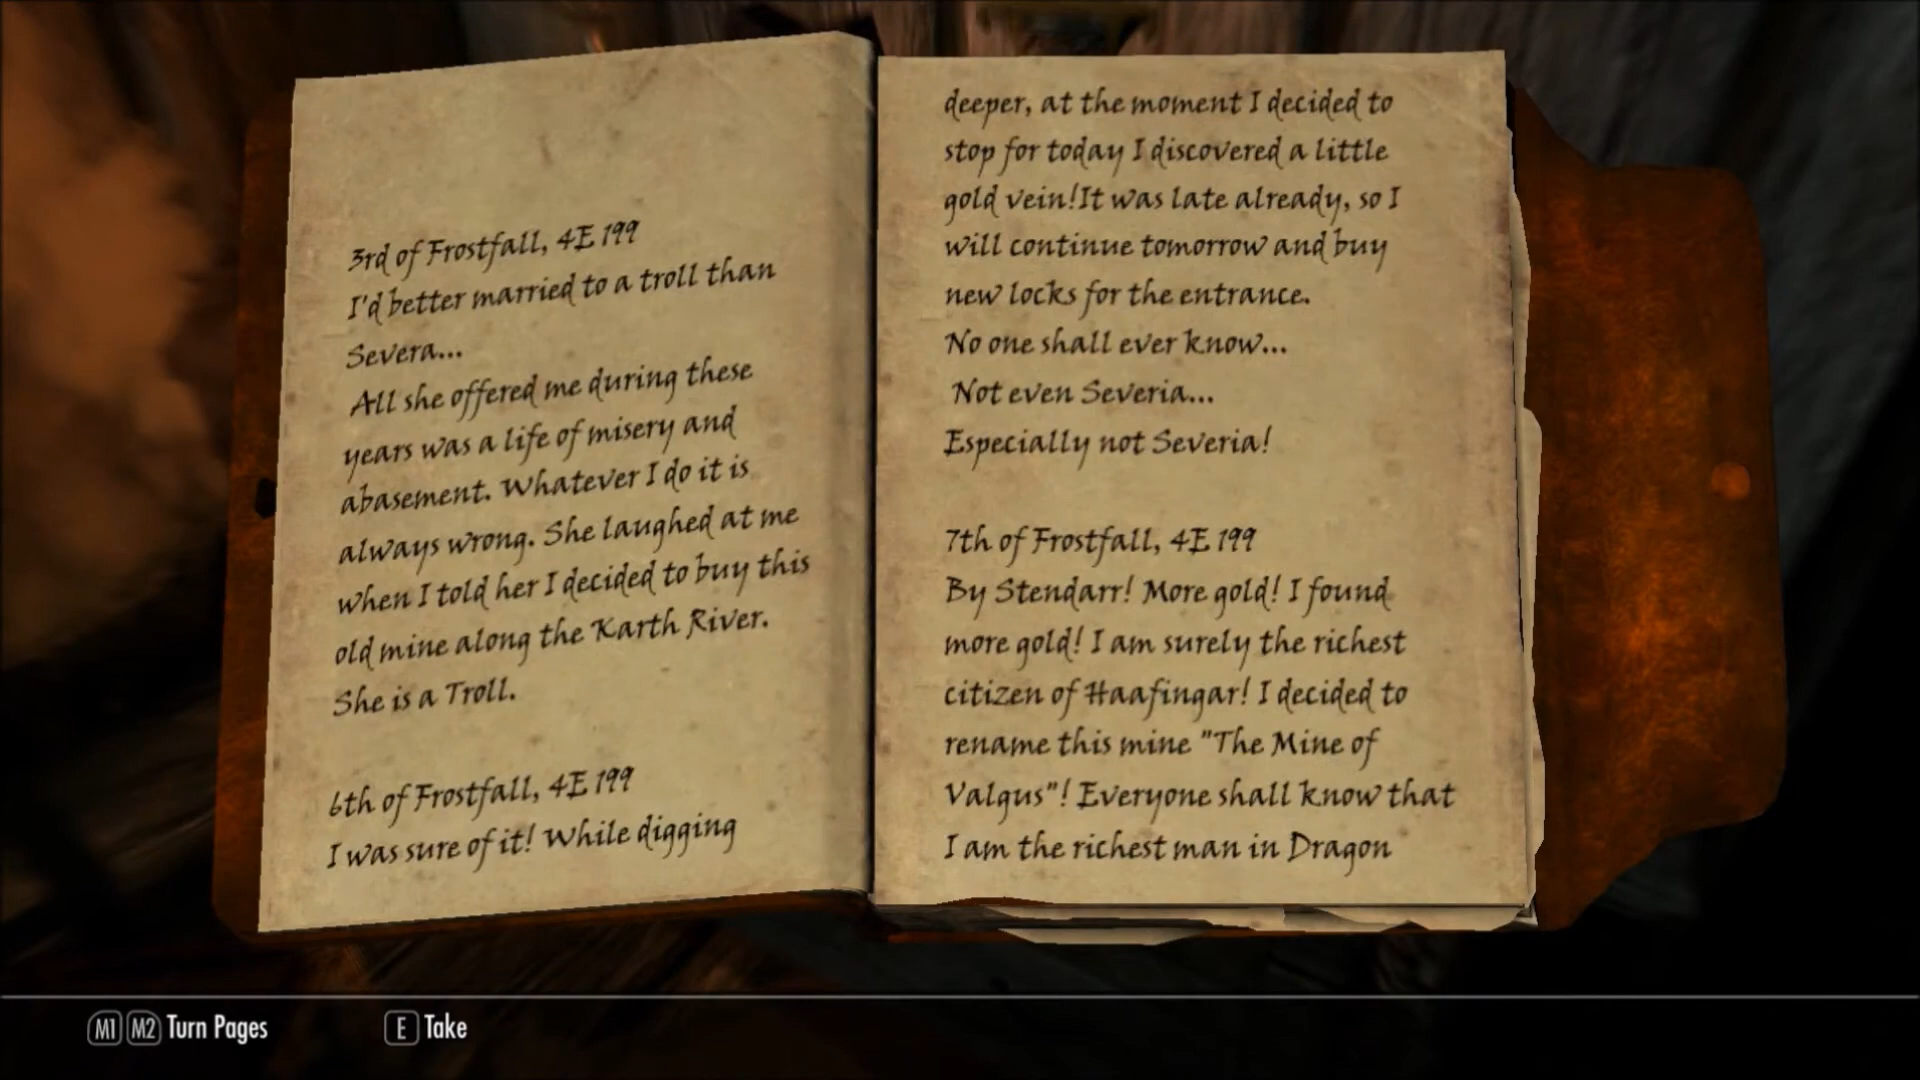 3rd of Frostfall, 4E 199
I'd better married to a troll than
Severa...
All she offered me during these
years was a life of misery and
abasement. Whatever I do it is
always wrong. She laughed at me
when I told her I decided to buy this
old mine along the Karth River.
She is a Troll.
6th of Frostfall, 4E 199
I was sure of it! While digging
deeper, at the moment I decided to
stop for today I discovered a little
gold vein!It was late already, so I
will continue tomorrow and buy
new locks for the entrance.
No one shall ever know...
Not even Severia...
Especially not Severia!
7th of Frostfall, 4E 199
By Stendarr! More gold! I found
more gold! I am surely the richest
citizen of Haafingar! I decided to
rename this mine "The Mine of
Valgus"! Everyone shall know that
I am the richest man in Dragon
M1 M2 Turn Pages
E Take